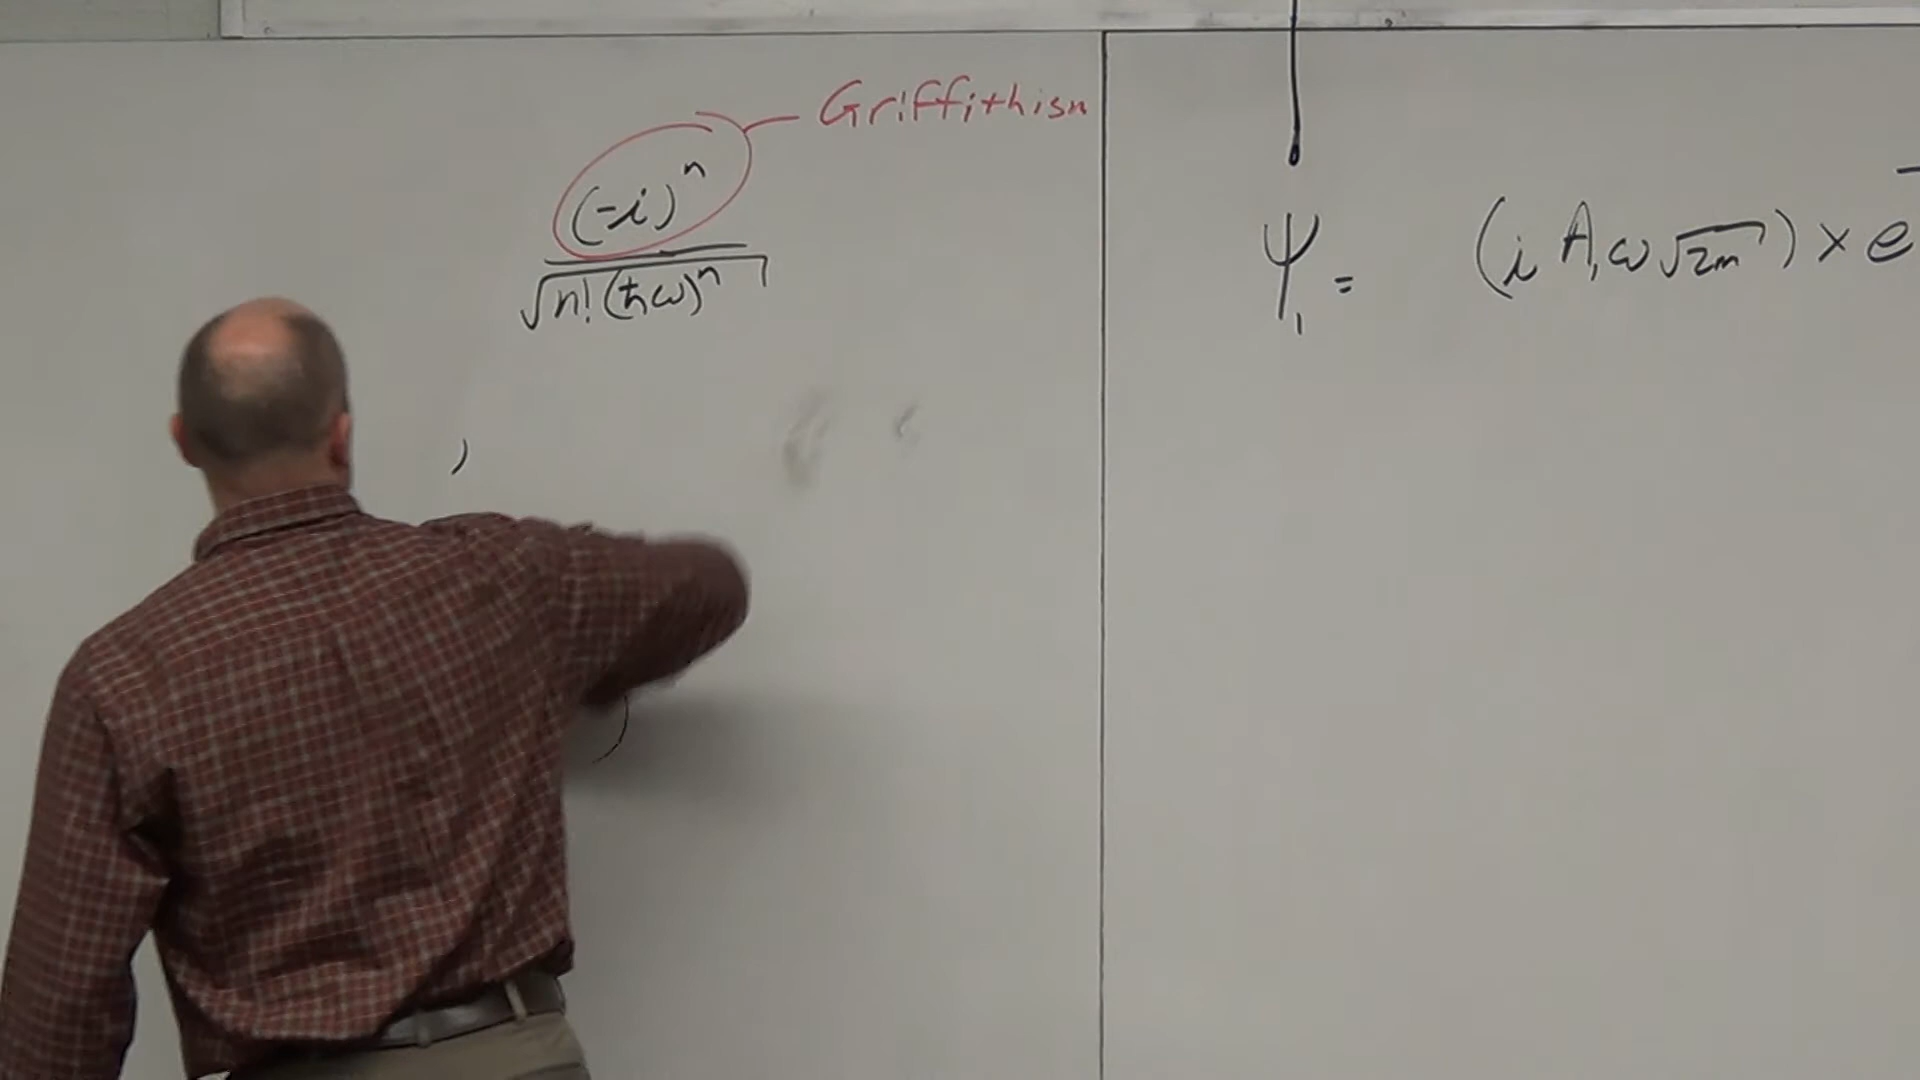 Griffithism
(-i)ⁿ
√n!(ħω)ⁿ
ψ₁ = (i A₁ω√2m) x e